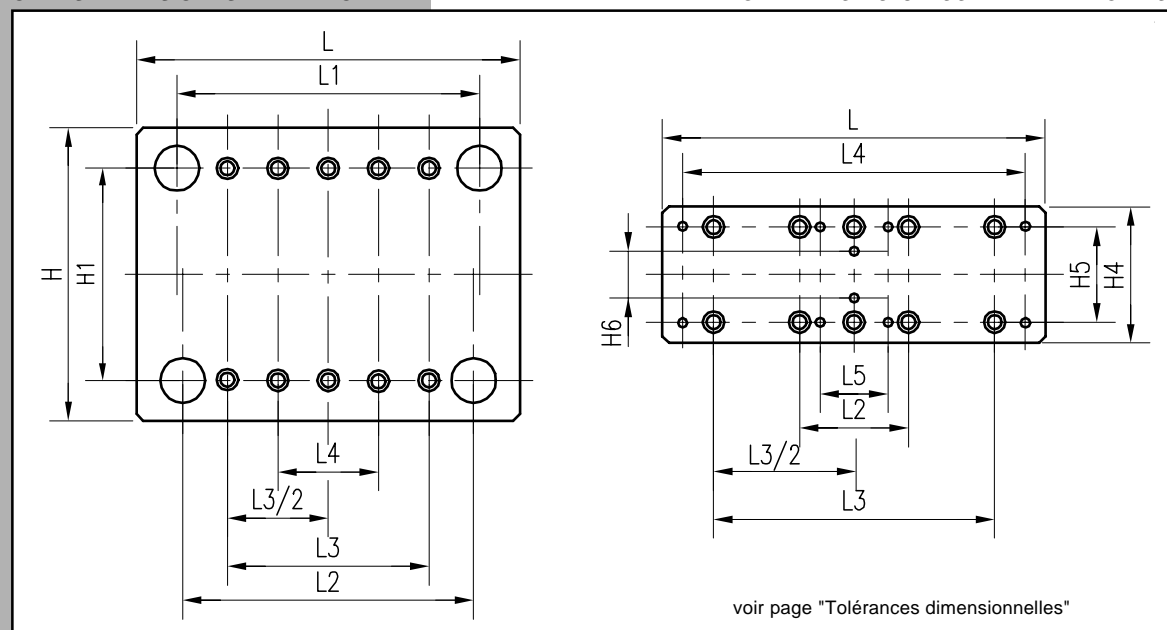 L
L1
H
H1
L4
L3/2
L3
L2
L
L4
H5
H4
H6
L5
L2
L3/2
L3
voir page "Tolérances dimensionnelles"